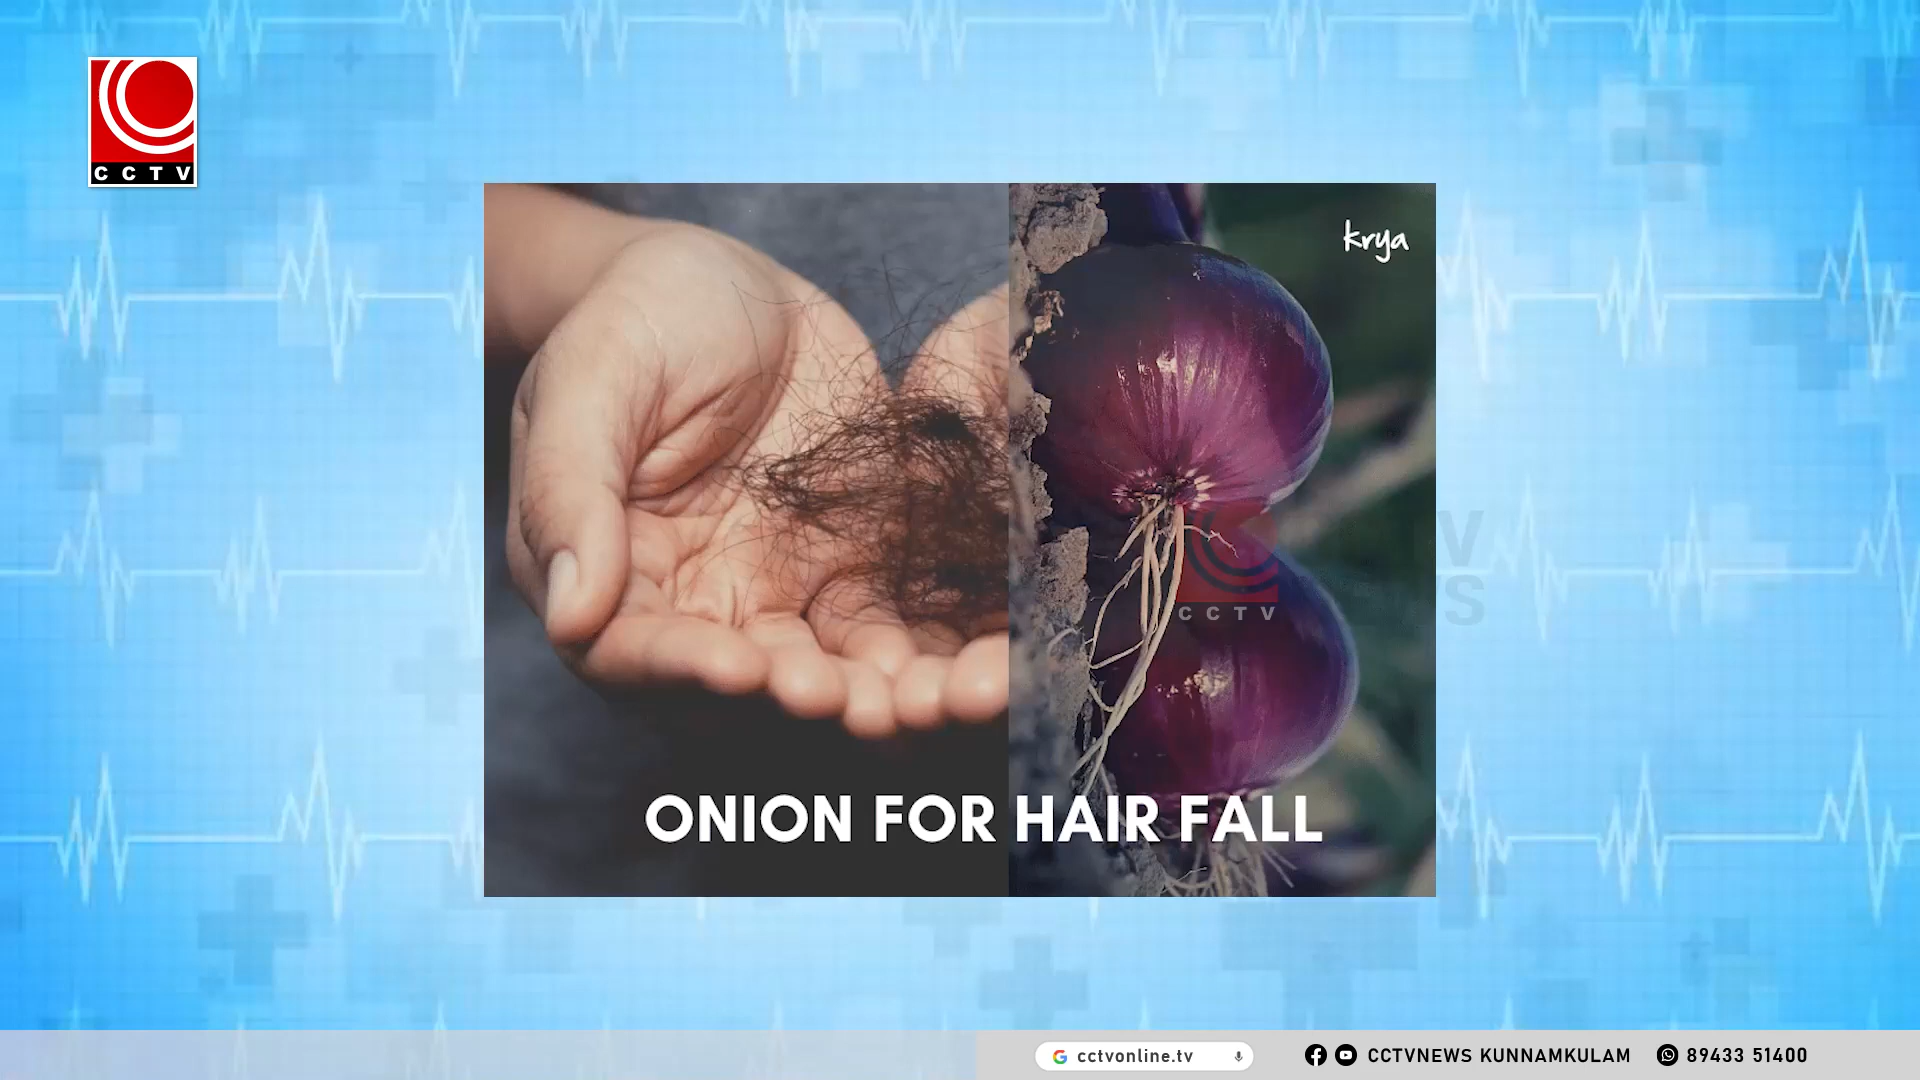 CCTV
krya
CCTV
ONION FOR HAIR FALL
cctvonline.tv
CCTVNEWS KUNNAMKULAM
89433 51400